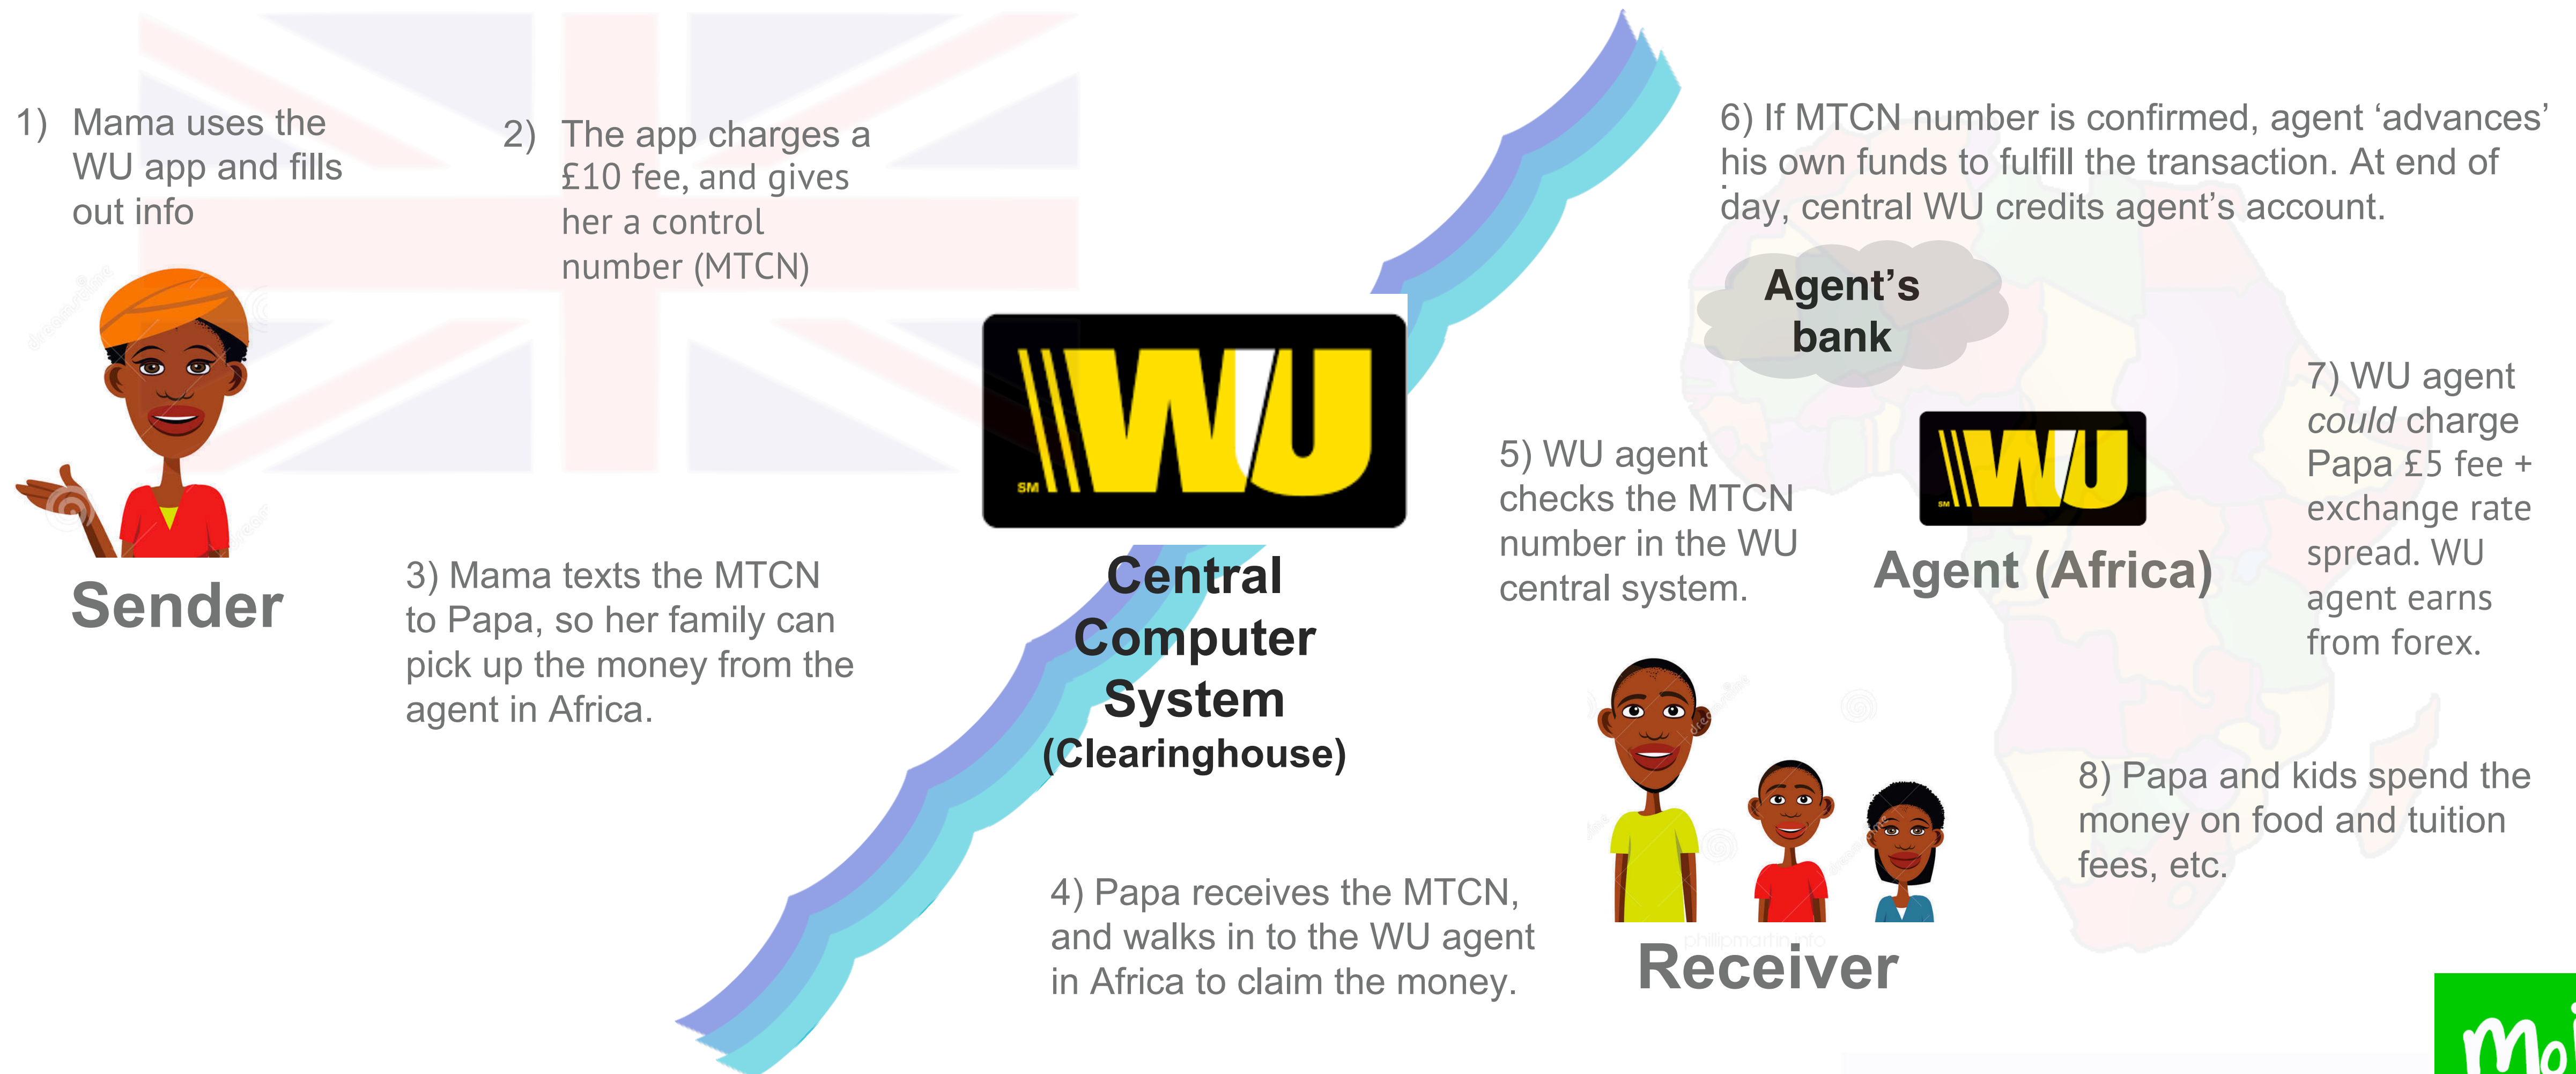 1) Mama uses the
WU app and fills
out info
2) The app charges a
£10 fee, and gives
her a control
number (MTCN)
Sender
3) Mama texts the MTCN
to Papa, so her family can
pick up the money from the
agent in Africa.
SM WU
Central
Computer
System
(Clearinghouse)
4) Papa receives the MTCN,
and walks in to the WU agent
in Africa to claim the money.
5) WU agent
checks the MTCN
number in the WU
central system.
6) If MTCN number is confirmed, agent ‘advances’
his own funds to fulfill the transaction. At end of
day, central WU credits agent’s account.
Agent’s
bank
SM WU
Agent (Africa)
7) WU agent
could charge
Papa £5 fee +
exchange rate
spread. WU
agent earns
from forex.
phillipmartin.info
Receiver
8) Papa and kids spend the
money on food and tuition
fees, etc.